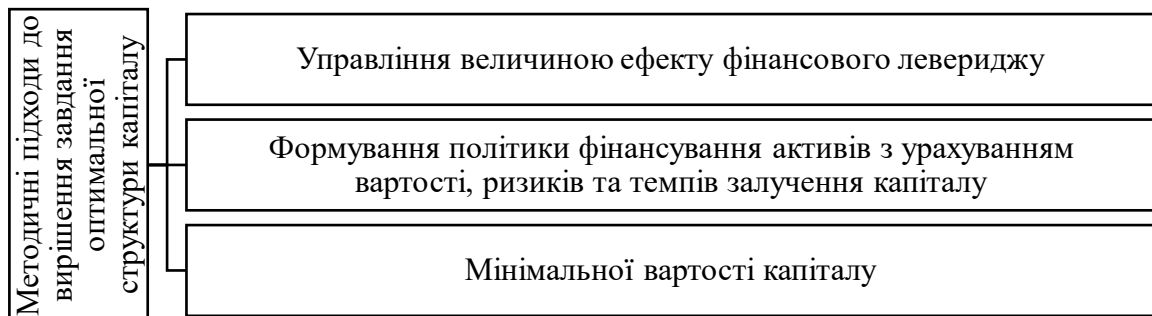 Методичні підходи до
вирішення завдання
оптимальної
структури капіталу
Управління величиною ефекту фінансового левериджу
Формування політики фінансування активів з урахуванням
вартості, ризиків та темпів залучення капіталу
Мінімальної вартості капіталу